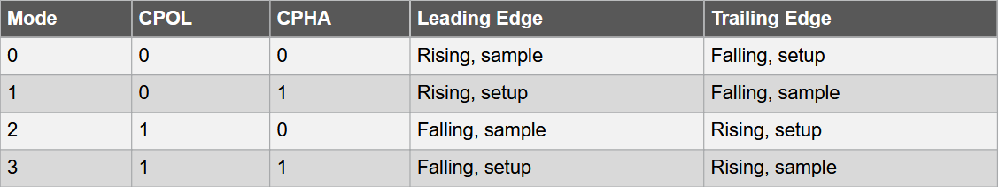 Mode CPOL CPHA Leading Edge Trailing Edge
0 0 0 Rising, sample Falling, setup
1 0 1 Rising, setup Falling, sample
2 1 0 Falling, sample Rising, setup
3 1 1 Falling, setup Rising, sample